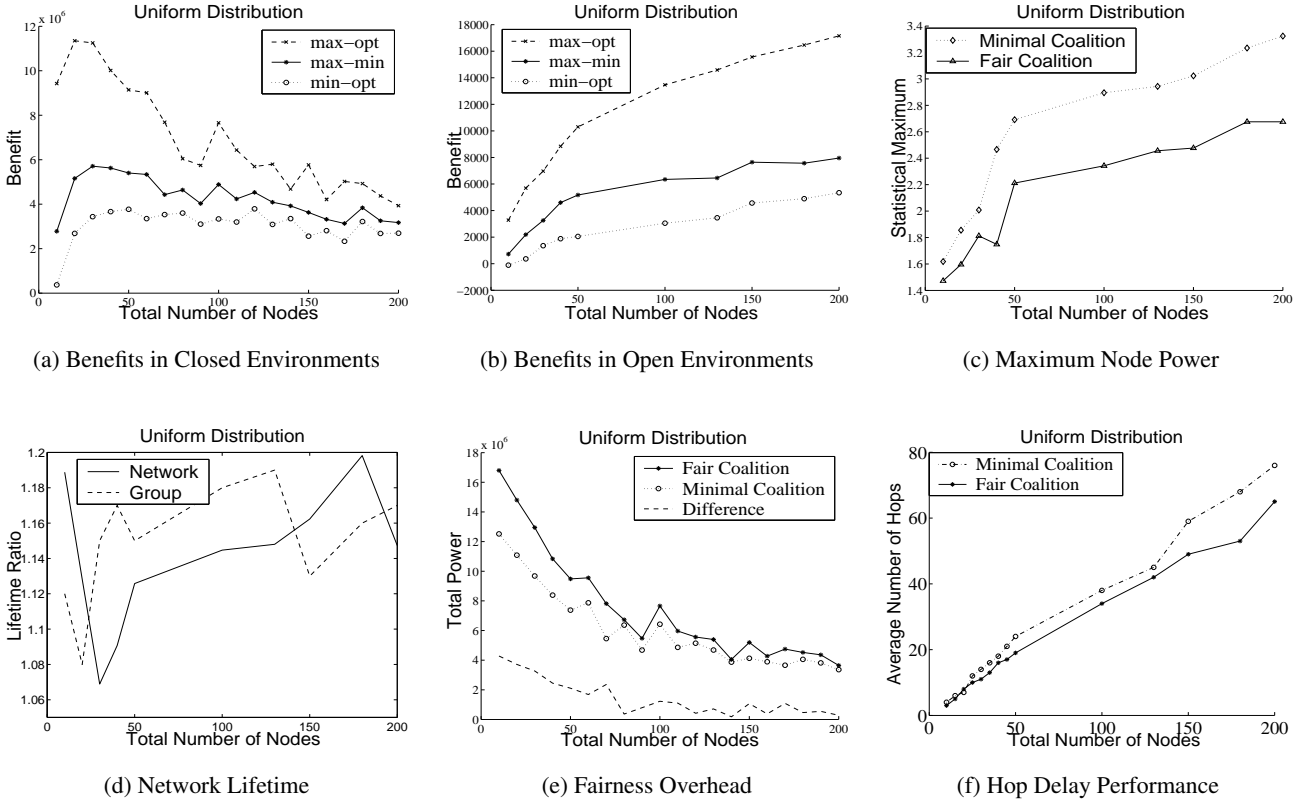 Uniform Distribution
x 10^6
12
10
8
6
4
2
0
0
50
100
150
200
Benefit
Total Number of Nodes
max−opt
max−min
min−opt
(a) Benefits in Closed Environments
Uniform Distribution
18000
16000
14000
12000
10000
8000
6000
4000
2000
0
−2000
0
50
100
150
200
Benefit
Total Number of Nodes
max−opt
max−min
min−opt
(b) Benefits in Open Environments
Uniform Distribution
3.4
3.2
3
2.8
2.6
2.4
2.2
2
1.8
1.6
1.4
0
50
100
150
200
Statistical Maximum
Total Number of Nodes
Minimal Coalition
Fair Coalition
(c) Maximum Node Power
Uniform Distribution
1.2
1.18
1.16
1.14
1.12
1.1
1.08
1.06
0
50
100
150
200
Lifetime Ratio
Total Number of Nodes
Network
Group
(d) Network Lifetime
Uniform Distribution
x 10^6
18
16
14
12
10
8
6
4
2
0
0
50
100
150
200
Total Power
Total Number of Nodes
Fair Coalition
Minimal Coalition
Difference
(e) Fairness Overhead
Uniform Distribution
80
60
40
20
0
0
50
100
150
200
Average Number of Hops
Total Number of Nodes
Minimal Coalition
Fair Coalition
(f) Hop Delay Performance